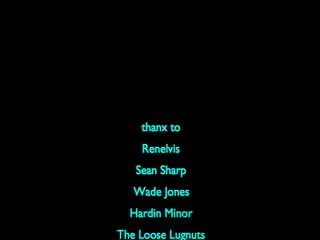 thanx to
Renelvis
Sean Sharp
Wade Jones
Hardin Minor
The Loose Lugnuts